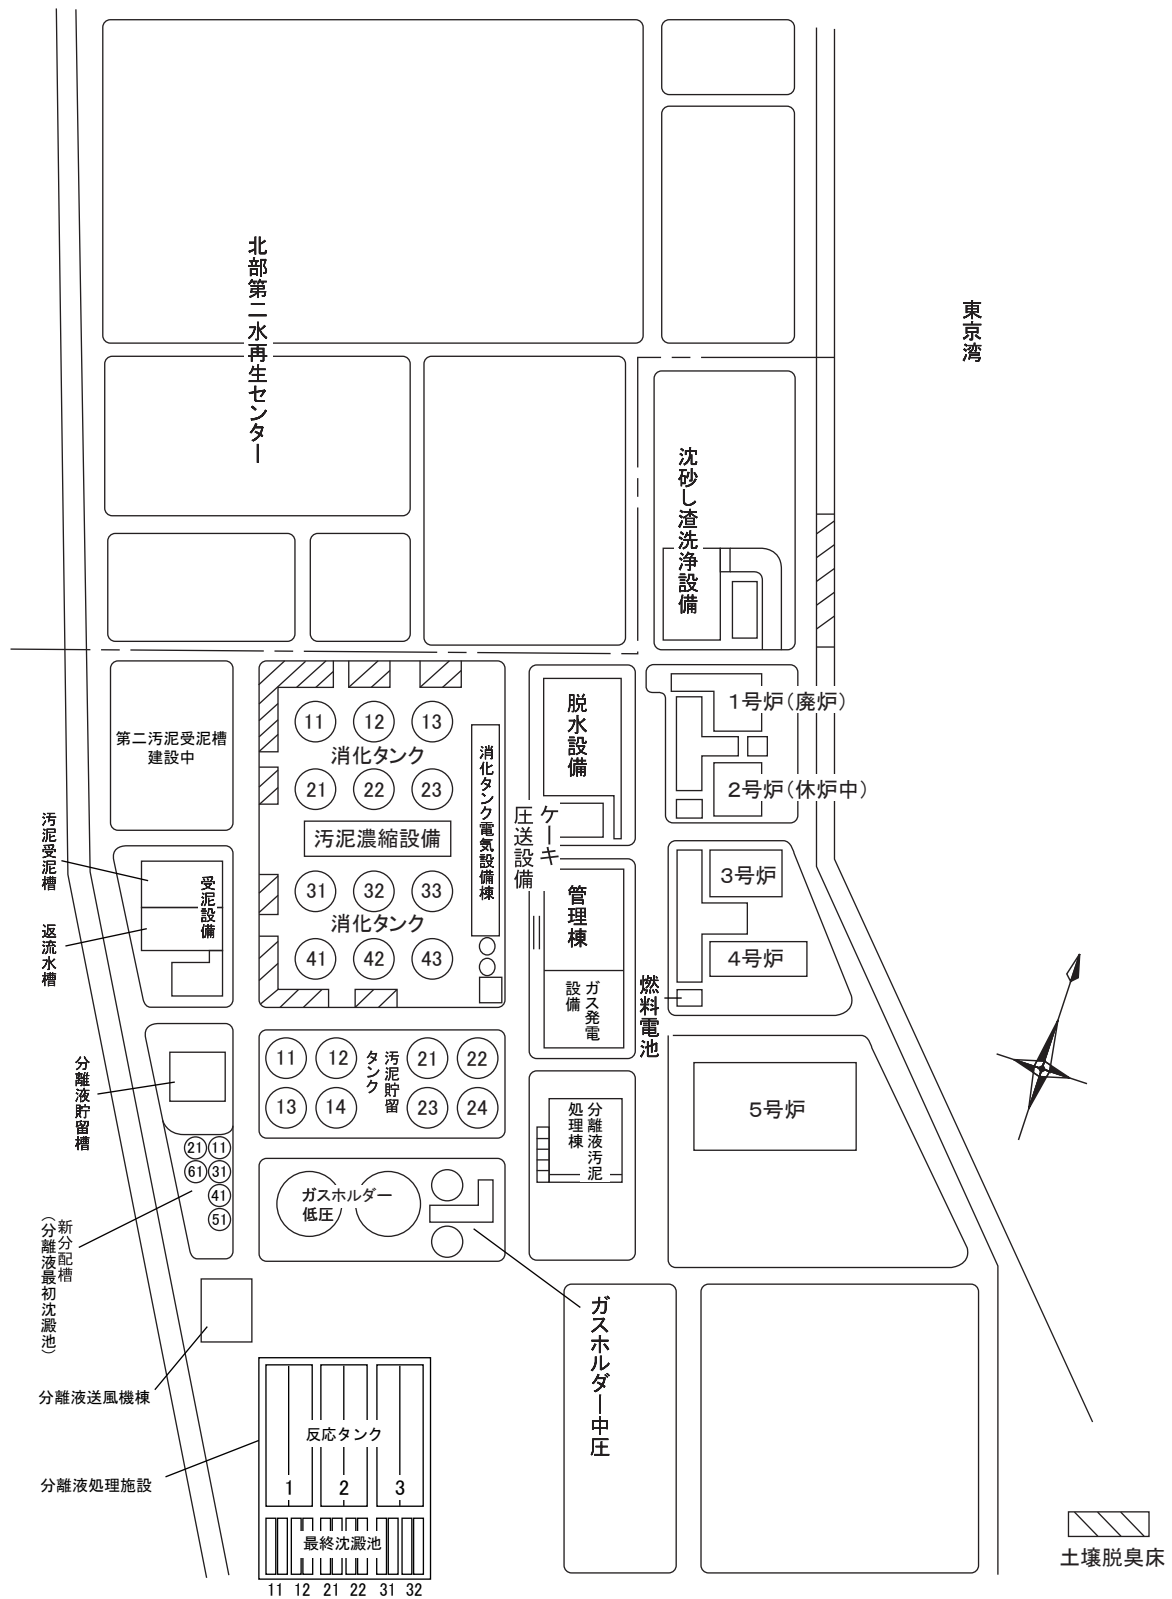 北部第二水再生センター
東京湾
沈砂し渣洗浄設備
第二汚泥受泥槽
建設中
11 12 13
消化タンク
21 22 23
汚泥濃縮設備
31 32 33
消化タンク
41 42 43
消化タンク電気設備棟
脱水設備
ケーキ
圧送設備
管理棟
ガス発電
設備
1号炉(廃炉)
2号炉(休炉中)
3号炉
4号炉
燃料電池
5号炉
汚泥受泥槽
受泥設備
返流水槽
分離液貯留槽
11 12
13 14
汚泥貯留
タンク
21 22
23 24
分離液汚泥
処理棟
21 11
61 31
41
51
新分配槽
(分離液最初沈澱池)
ガスホルダー
低圧
ガスホルダー中圧
分離液送風機棟
分離液処理施設
反応タンク
1 2 3
最終沈澱池
11 12 21 22 31 32
土壌脱臭床